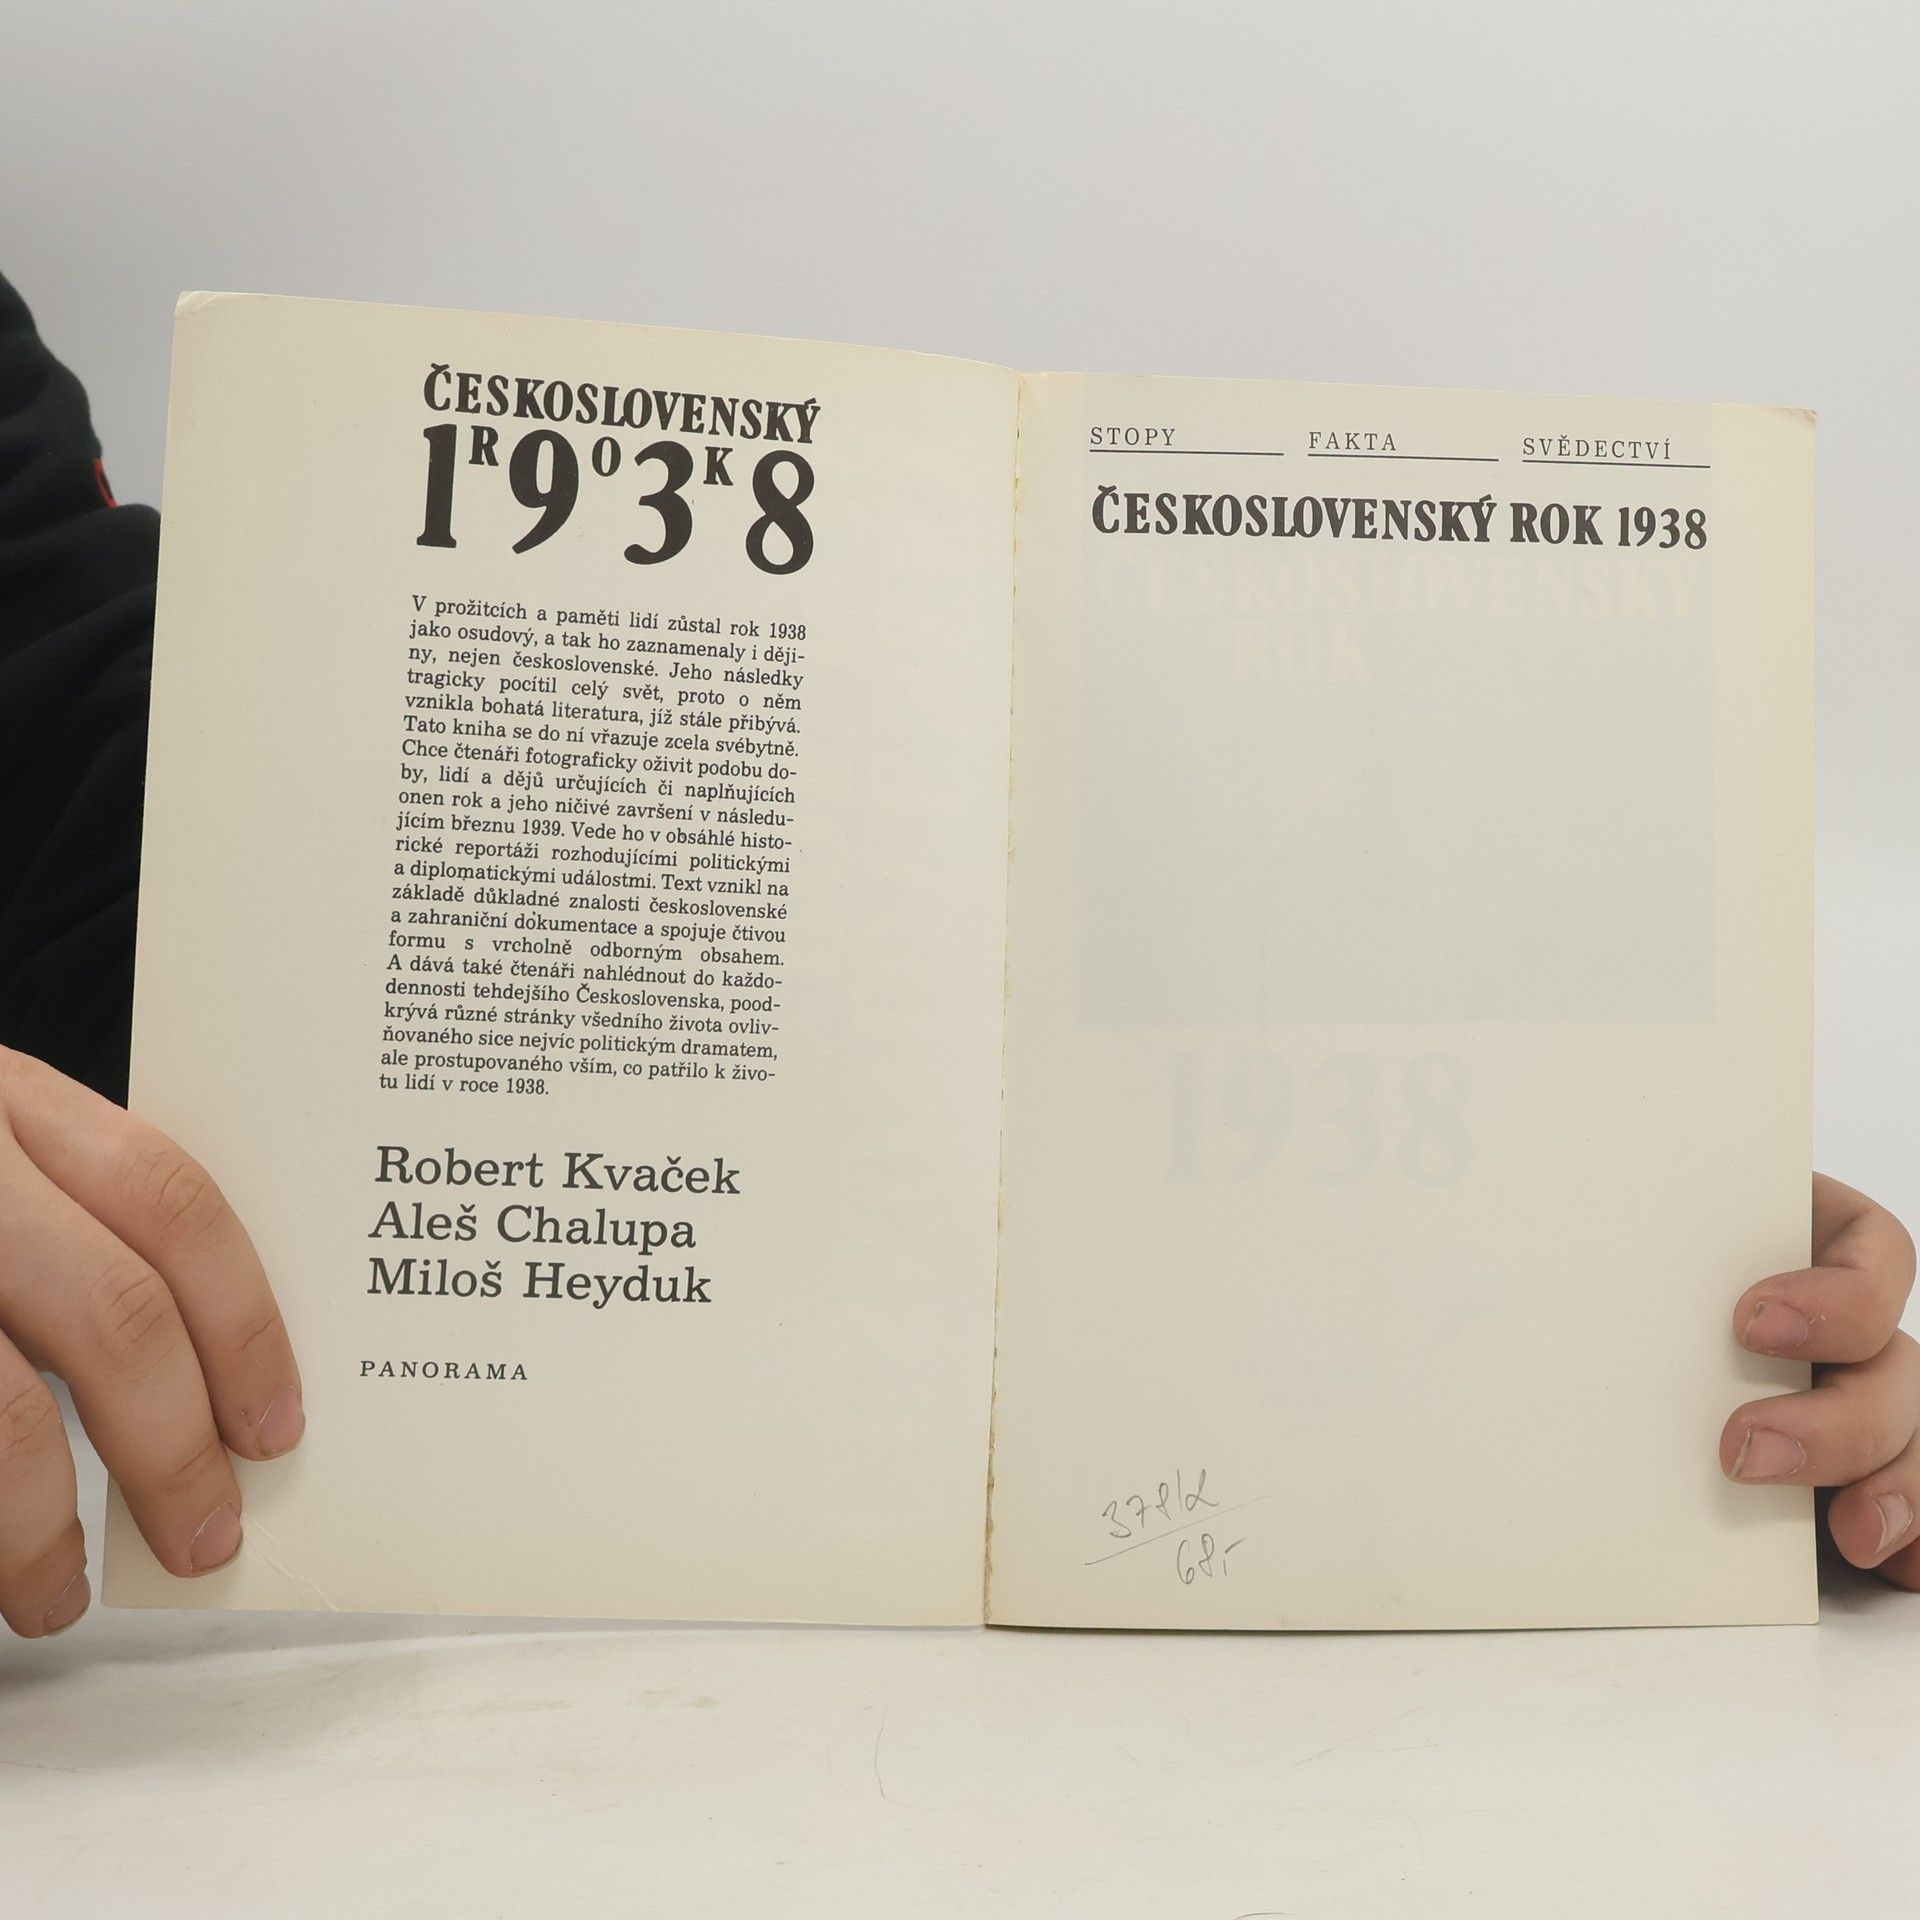 ČESKOSLOVENSKÝ
ROK
1938
V prožitcích a paměti lidí zůstal rok 1938
jako osudový, a tak ho zaznamenaly i ději-
ny, nejen československé. Jeho následky
tragicky pocítil celý svět, proto o něm
vznikla bohatá literatura, jíž stále přibývá.
Tato kniha se do ní vřazuje zcela svébytně.
Chce čtenáři fotograficky oživit podobu do-
by, lidí a dějů určujících či naplňujících
onen rok a jeho ničivé završení v následu-
jícím březnu 1939. Vede ho v obsáhlé histo-
rické reportáži rozhodujícími politickými
a diplomatickými událostmi. Text vznikl na
základě důkladné znalosti československé
a zahraniční dokumentace a spojuje čtivou
formu s vrcholně odborným obsahem.
A dává také čtenáři nahlédnout do každo-
dennosti tehdejšího Československa, pood-
krývá různé stránky všedního života ovliv-
ňovaného sice nejvíc politickým dramatem,
ale prostupovaného vším, co patřilo k živo-
tu lidí v roce 1938.
Robert Kvaček
Aleš Chalupa
Miloš Heyduk
PANORAMA
STOPY FAKTA SVĚDECTVÍ
ČESKOSLOVENSKÝ ROK 1938
ČESKOSLOVENSKÝ
ROK
1938
68,-